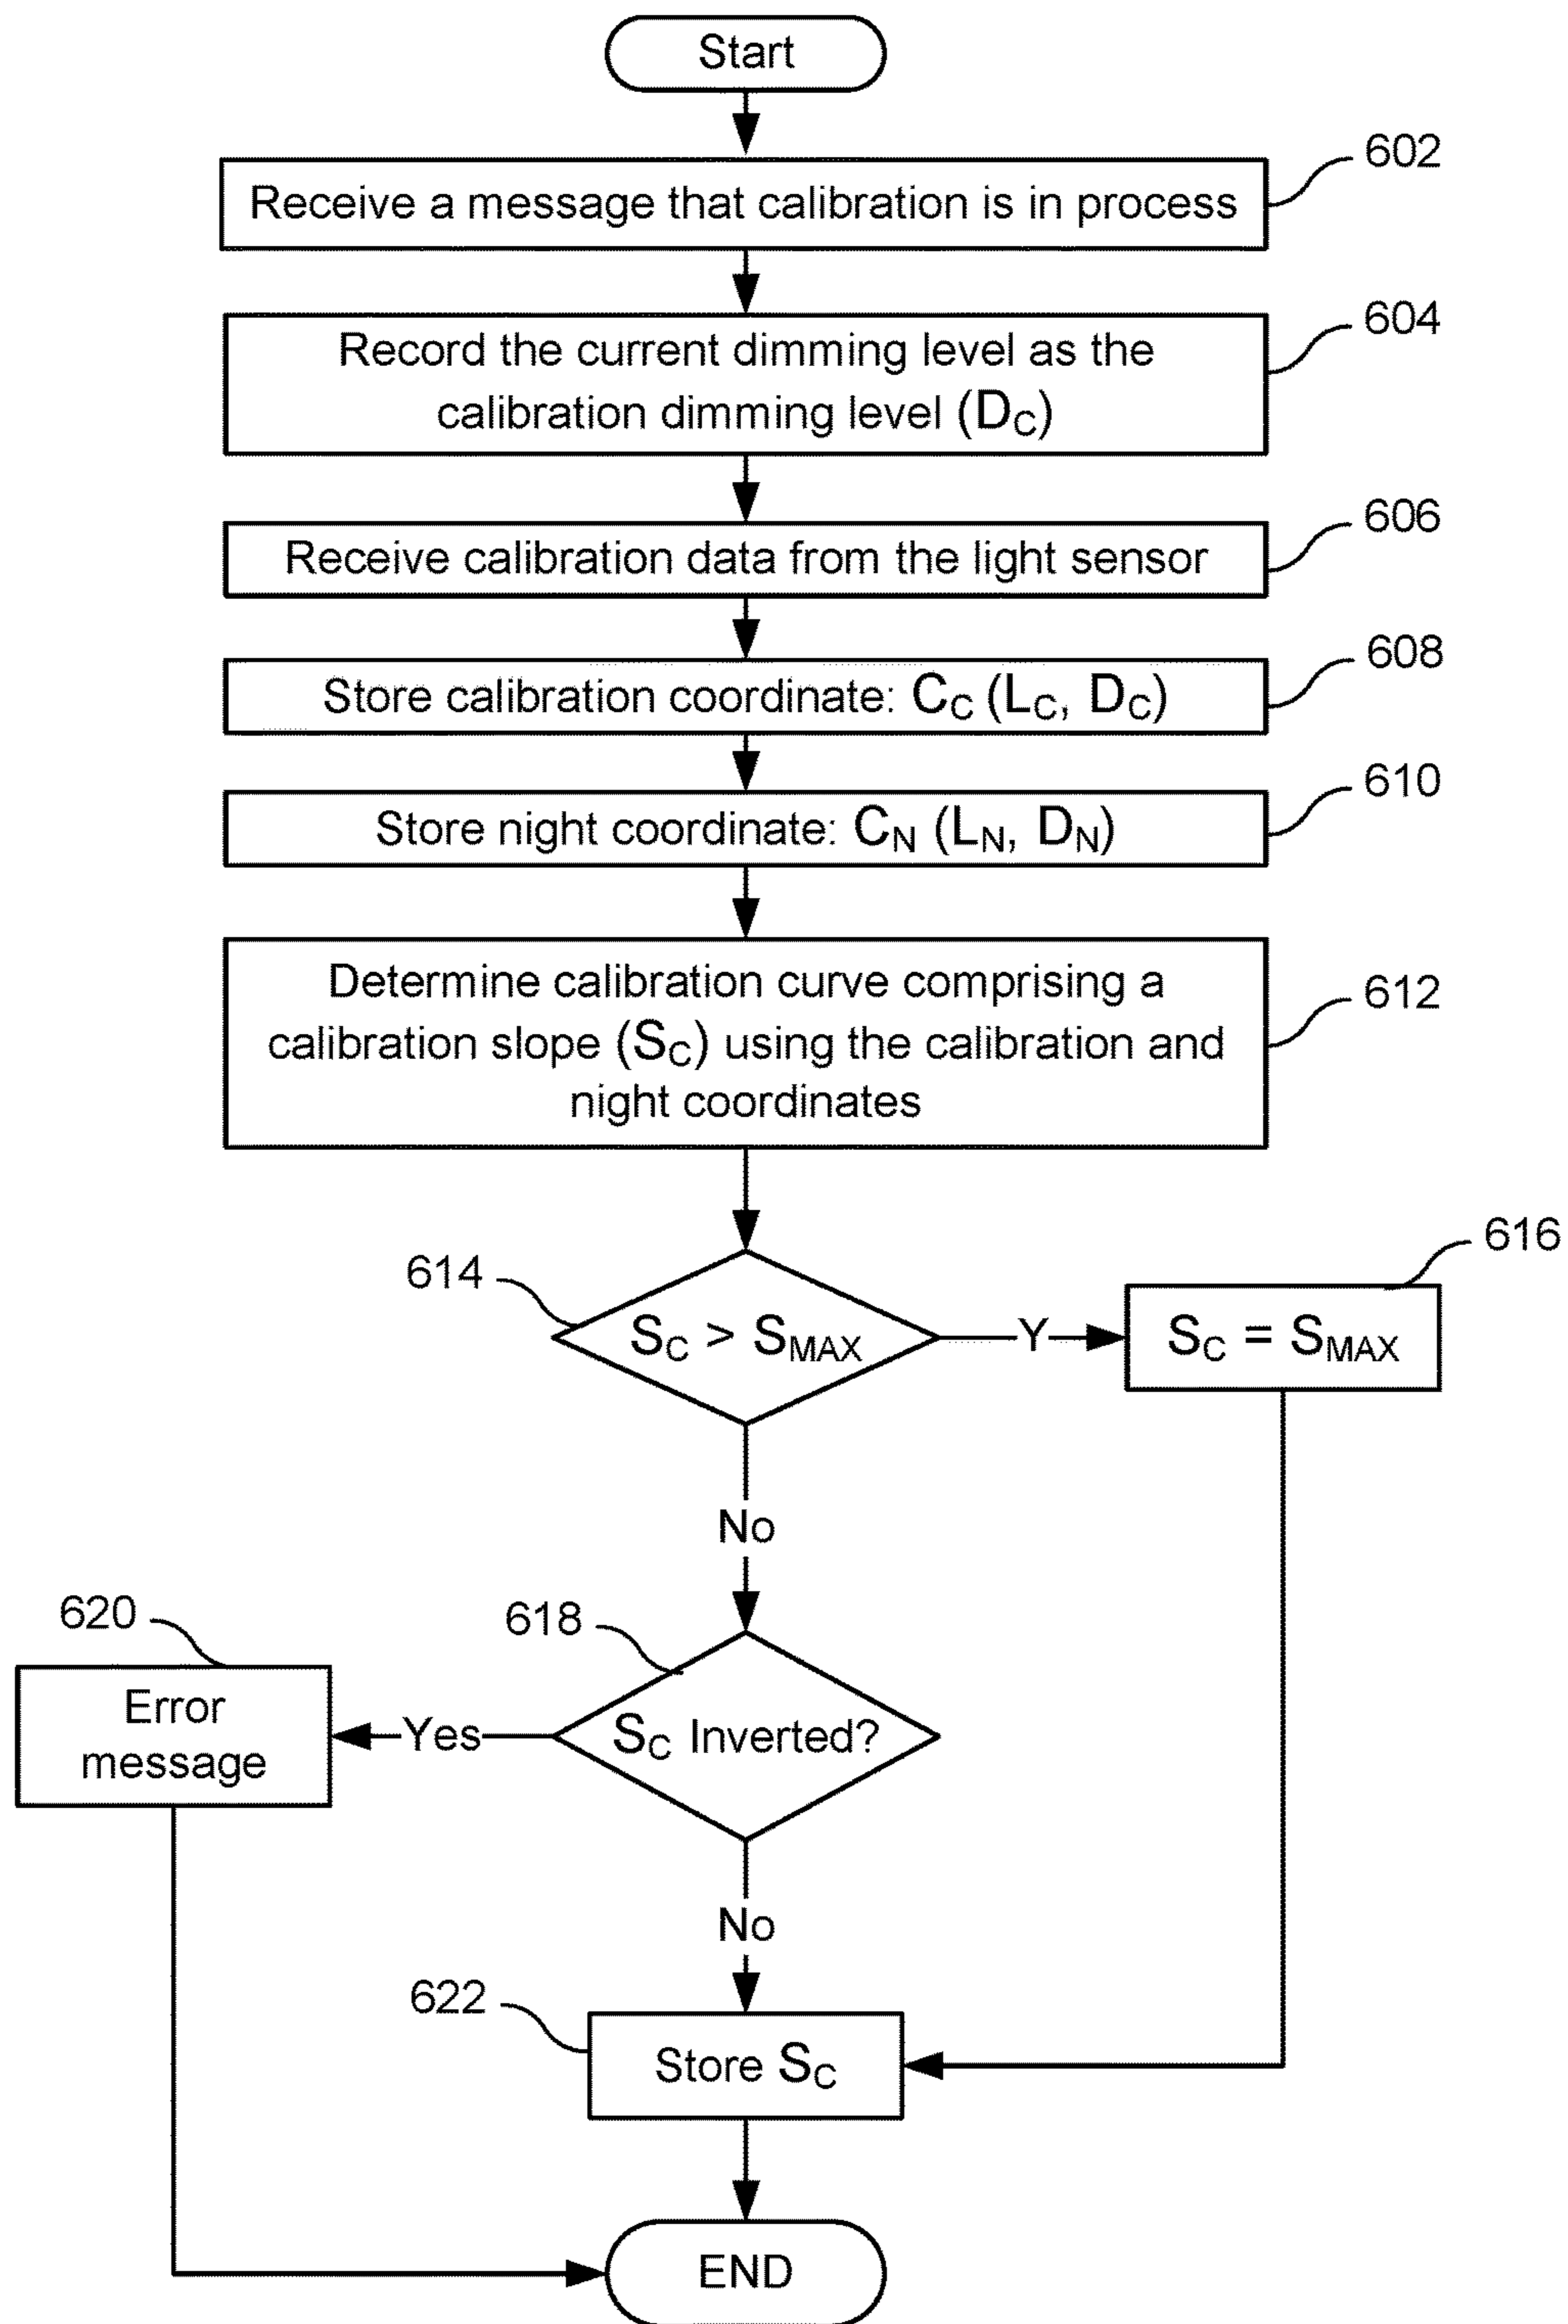 Start
602
Receive a message that calibration is in process
604
Record the current dimming level as the
calibration dimming level (DC)
606
Receive calibration data from the light sensor
608
Store calibration coordinate: CC (LC, DC)
610
Store night coordinate: CN (LN, DN)
612
Determine calibration curve comprising a
calibration slope (SC) using the calibration and
night coordinates
614
SC > SMAX
Y
616
SC = SMAX
No
618
SC Inverted?
Yes
620
Error
message
No
622
Store SC
END